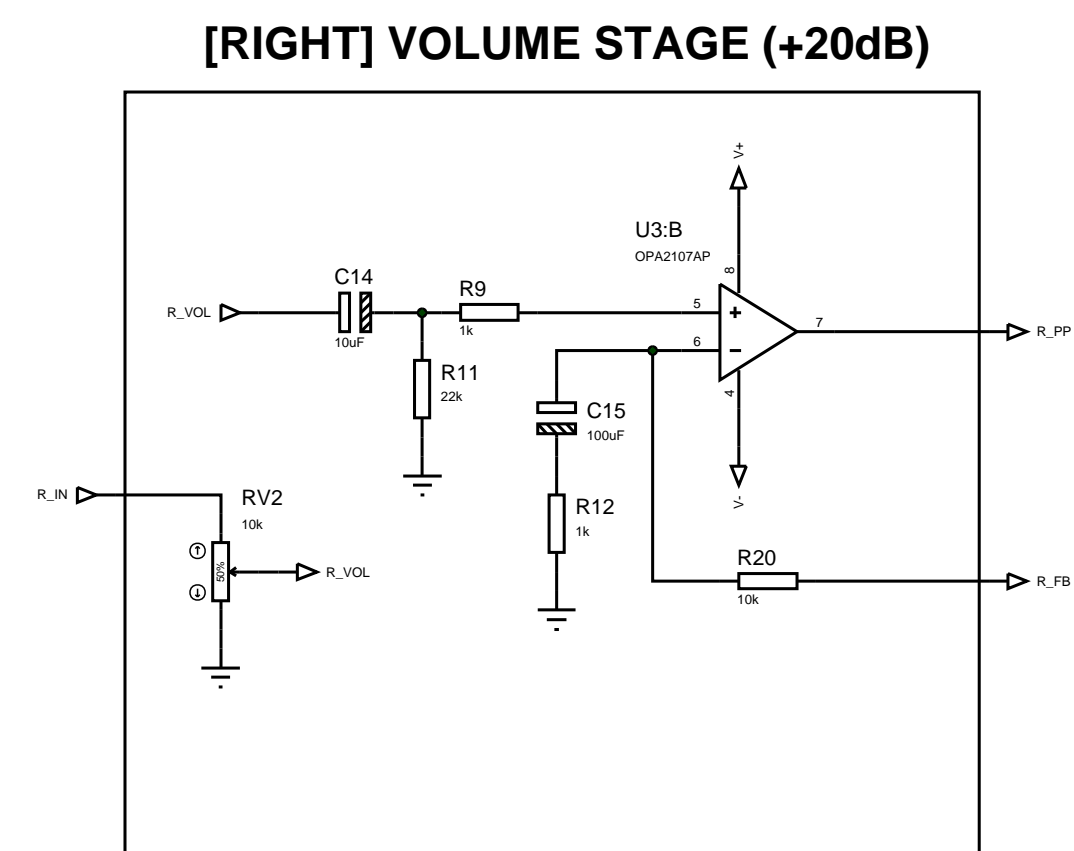 [RIGHT] VOLUME STAGE (+20dB)
V+
U3:B
OPA2107AP
8
C14
R_VOL
10uF
R9
1k
5
+
7
R_PP
6
−
R11
22k
4
C15
100uF
V-
R_IN
RV2
10k
R12
1k
50%
R_VOL
R20
10k
R_FB